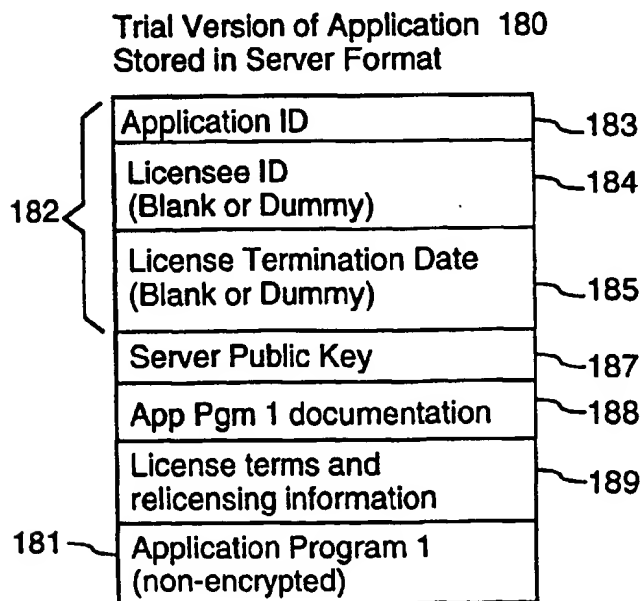 Trial Version of Application 180
Stored in Server Format
Application ID
183
Licensee ID
(Blank or Dummy)
184
182
License Termination Date
(Blank or Dummy)
185
Server Public Key
187
App Pgm 1 documentation
188
License terms and
relicensing information
189
181
Application Program 1
(non-encrypted)